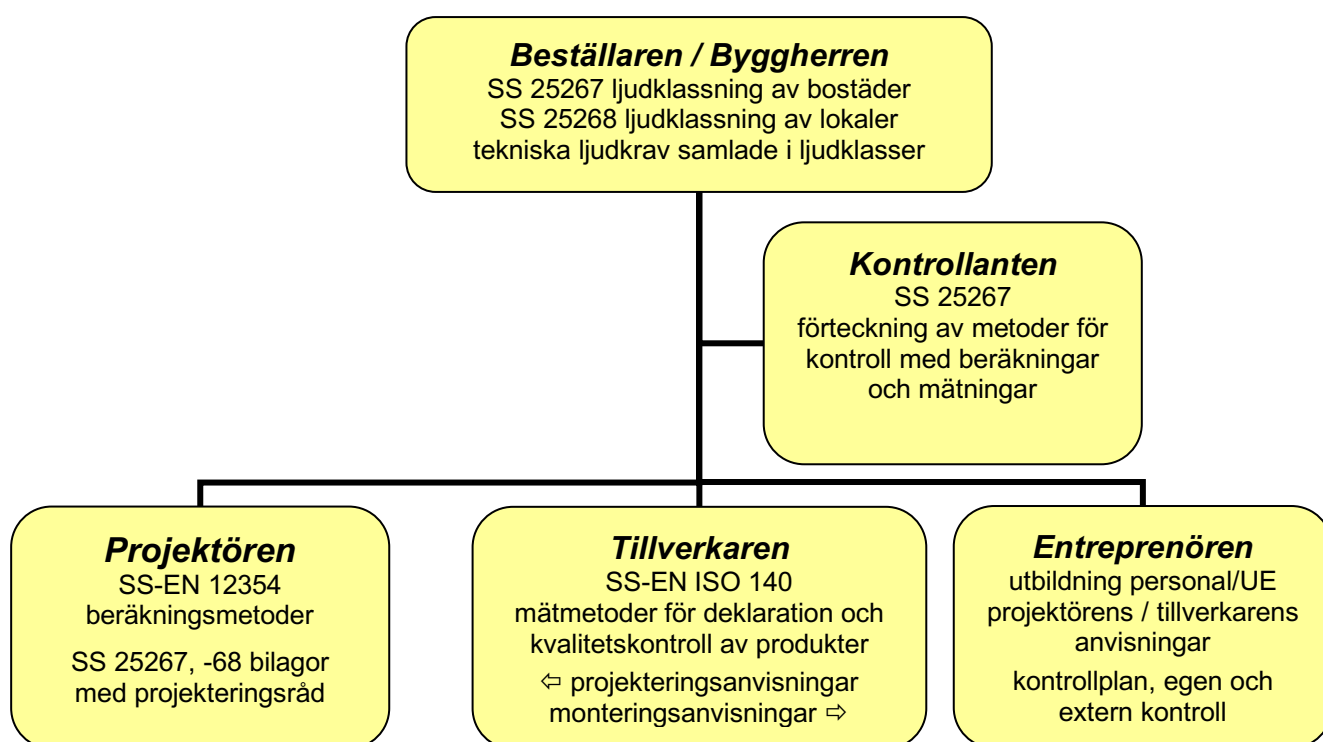 Beställaren / Byggherren
SS 25267 ljudklassning av bostäder
SS 25268 ljudklassning av lokaler
tekniska ljudkrav samlade i ljudklasser
Kontrollanten
SS 25267
förteckning av metoder för
kontroll med beräkningar
och mätningar
Projektören
SS-EN 12354
beräkningsmetoder
SS 25267, -68 bilagor
med projekteringsråd
Tillverkaren
SS-EN ISO 140
mätmetoder för deklaration och
kvalitetskontroll av produkter
⇦ projekteringsanvisningar
monteringsanvisningar ⇨
Entreprenören
utbildning personal/UE
projektörens / tillverkarens
anvisningar
kontrollplan, egen och
extern kontroll